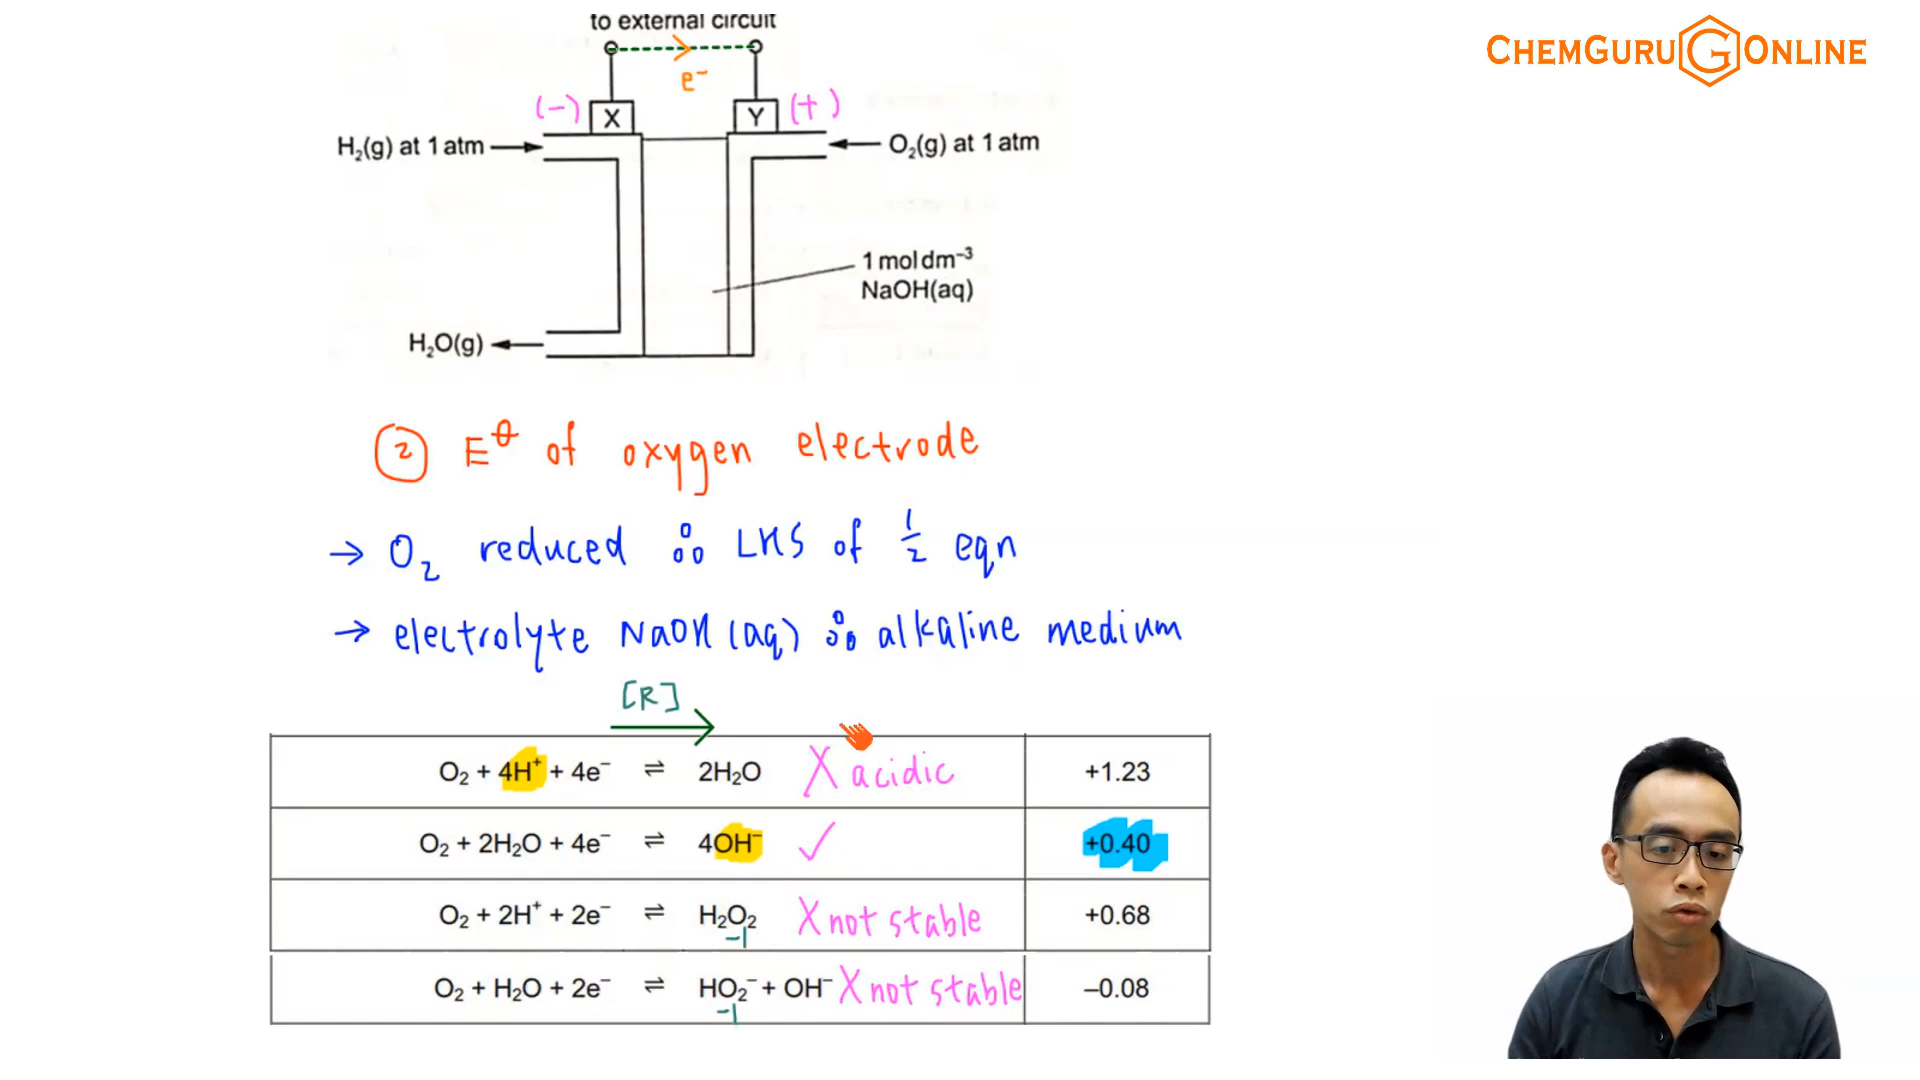 to external circuit
CHEMGURU G ONLINE
e⁻
(-) X Y (+)
H₂(g) at 1 atm O₂(g) at 1 atm
1 mol dm⁻³
NaOH(aq)
H₂O(g)
② E⦵ of oxygen electrode
→ O₂ reduced ∴ LHS of ½ eqn
→ electrolyte NaOH (aq) ∴ alkaline medium
[R]
O₂ + 4H⁺ + 4e⁻ ⇌ 2H₂O X acidic +1.23
O₂ + 2H₂O + 4e⁻ ⇌ 4OH⁻ ✓ +0.40
O₂ + 2H⁺ + 2e⁻ ⇌ H₂O₂ X not stable +0.68
-1
O₂ + H₂O + 2e⁻ ⇌ HO₂⁻ + OH⁻ X not stable –0.08
-1